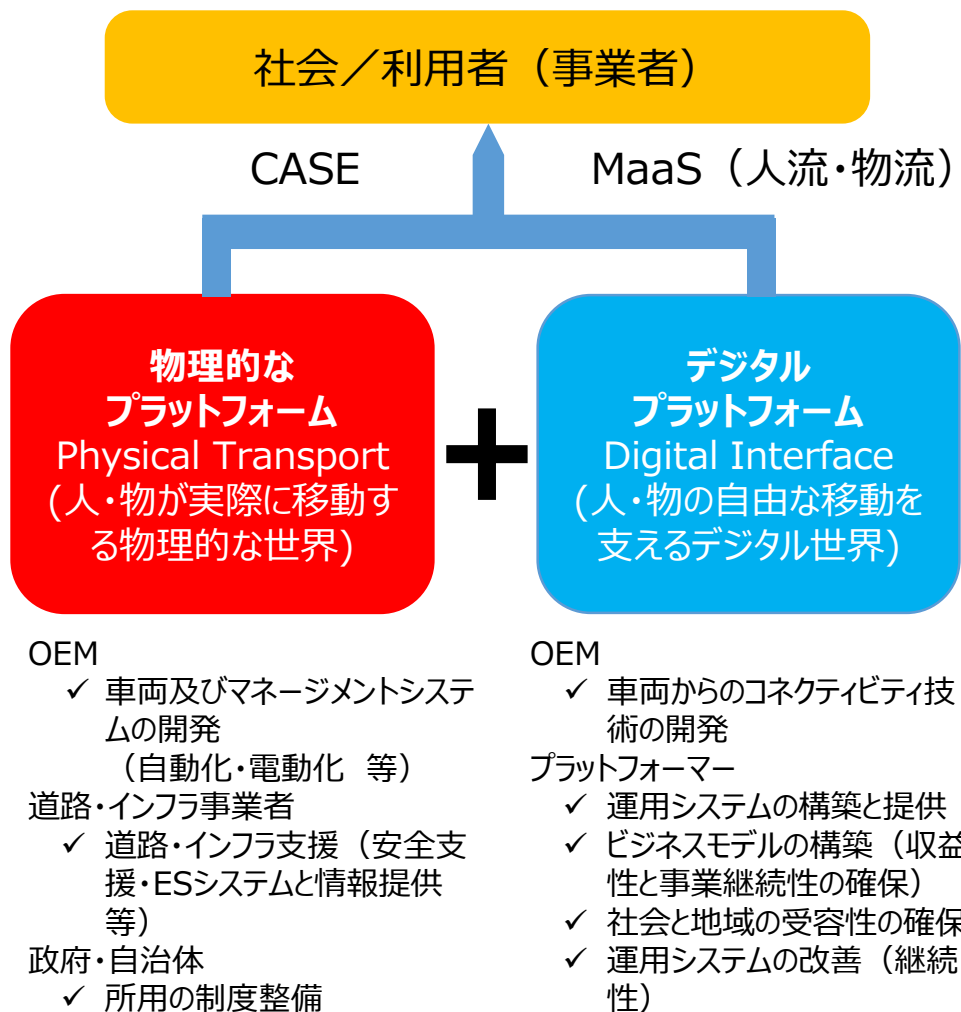 社会／利用者（事業者）
CASE
MaaS（人流・物流）
物理的な
プラットフォーム
Physical Transport
(人・物が実際に移動す
る物理的な世界)
デジタル
プラットフォーム
Digital Interface
(人・物の自由な移動を
支えるデジタル世界)
OEM
✓ 車両及びマネージメントシステ
ムの開発
（自動化・電動化 等）
道路・インフラ事業者
✓ 道路・インフラ支援（安全支
援・ESシステムと情報提供
等）
政府・自治体
✓ 所用の制度整備
OEM
✓ 車両からのコネクティビティ技
術の開発
プラットフォーマー
✓ 運用システムの構築と提供
✓ ビジネスモデルの構築（収益
性と事業継続性の確保）
✓ 社会と地域の受容性の確保
✓ 運用システムの改善（継続
性）